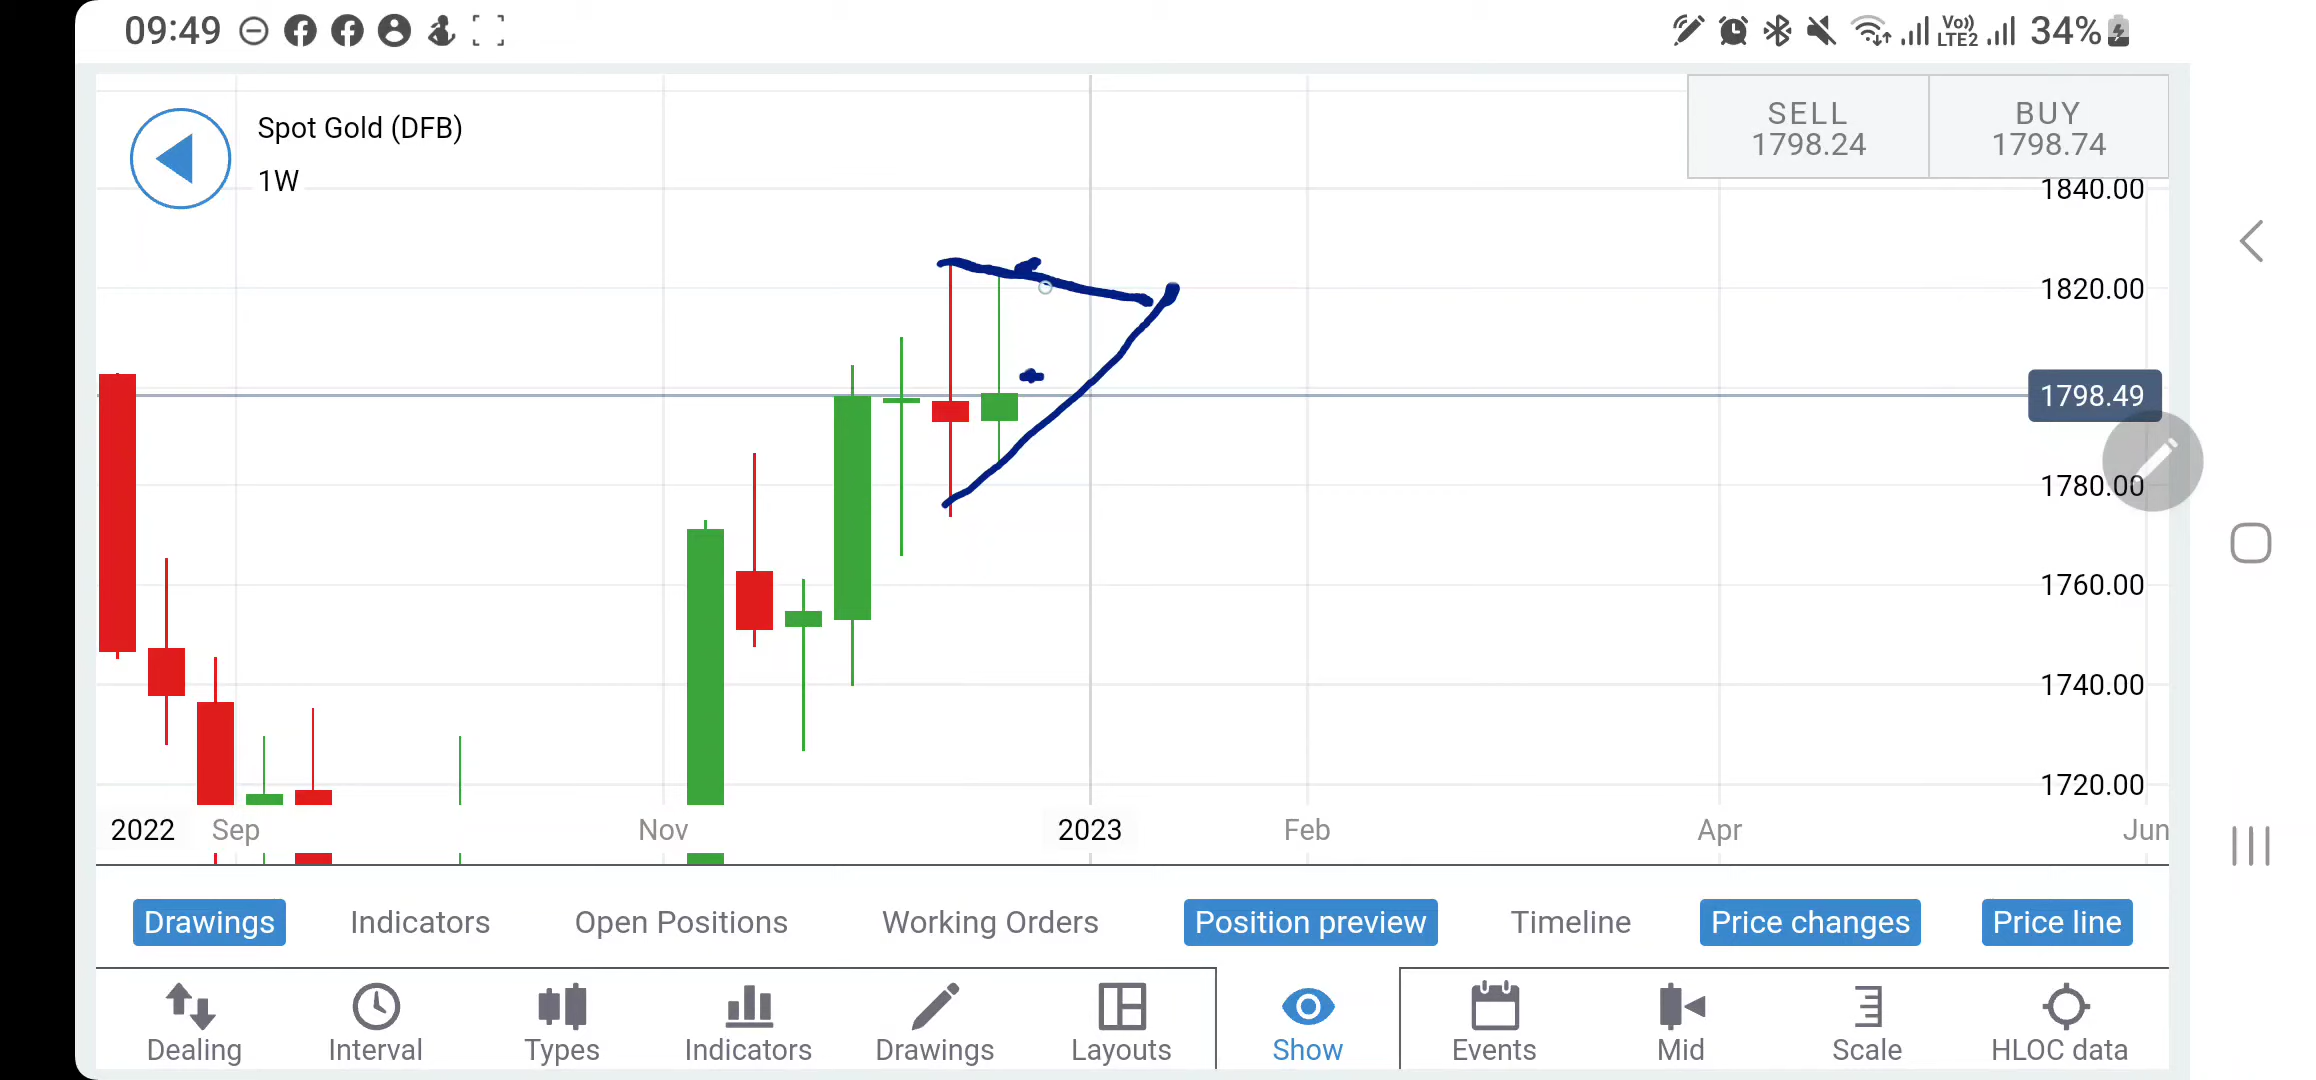 09:49
Vo))
LTE2
34%
Spot Gold (DFB)
1W
SELL
1798.24
BUY
1798.74
1840.00
1820.00
1798.49
1780.00
1760.00
1740.00
1720.00
2022 Sep Nov 2023 Feb Apr Jun
Drawings Indicators Open Positions Working Orders Position preview Timeline Price changes Price line
Dealing Interval Types Indicators Drawings Layouts Show Events Mid Scale HLOC data